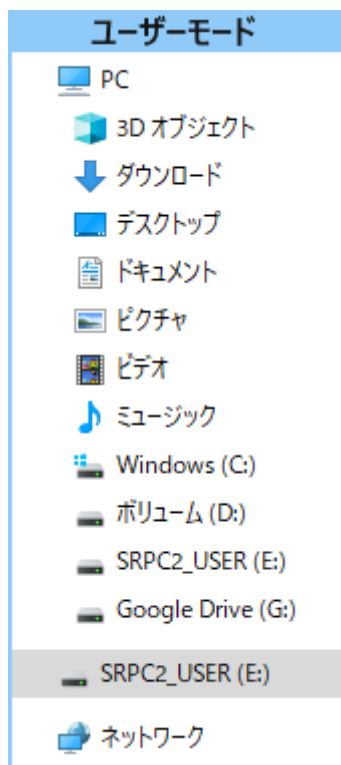 ユーザーモード
PC
3D オブジェクト
ダウンロード
デスクトップ
ドキュメント
ピクチャ
ビデオ
ミュージック
Windows (C:)
ボリューム (D:)
SRPC2_USER (E:)
Google Drive (G:)
SRPC2_USER (E:)
ネットワーク